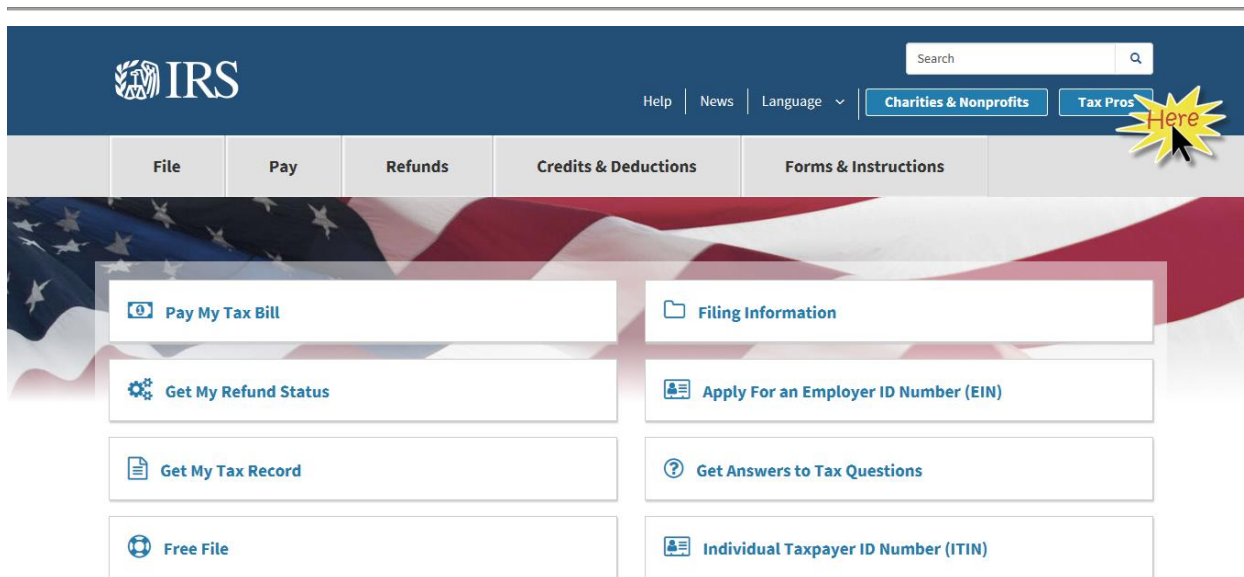 IRS
Search
Help News Language Charities & Nonprofits Tax Pros
Here
File Pay Refunds Credits & Deductions Forms & Instructions
Pay My Tax Bill Filing Information
Get My Refund Status Apply For an Employer ID Number (EIN)
Get My Tax Record Get Answers to Tax Questions
Free File Individual Taxpayer ID Number (ITIN)